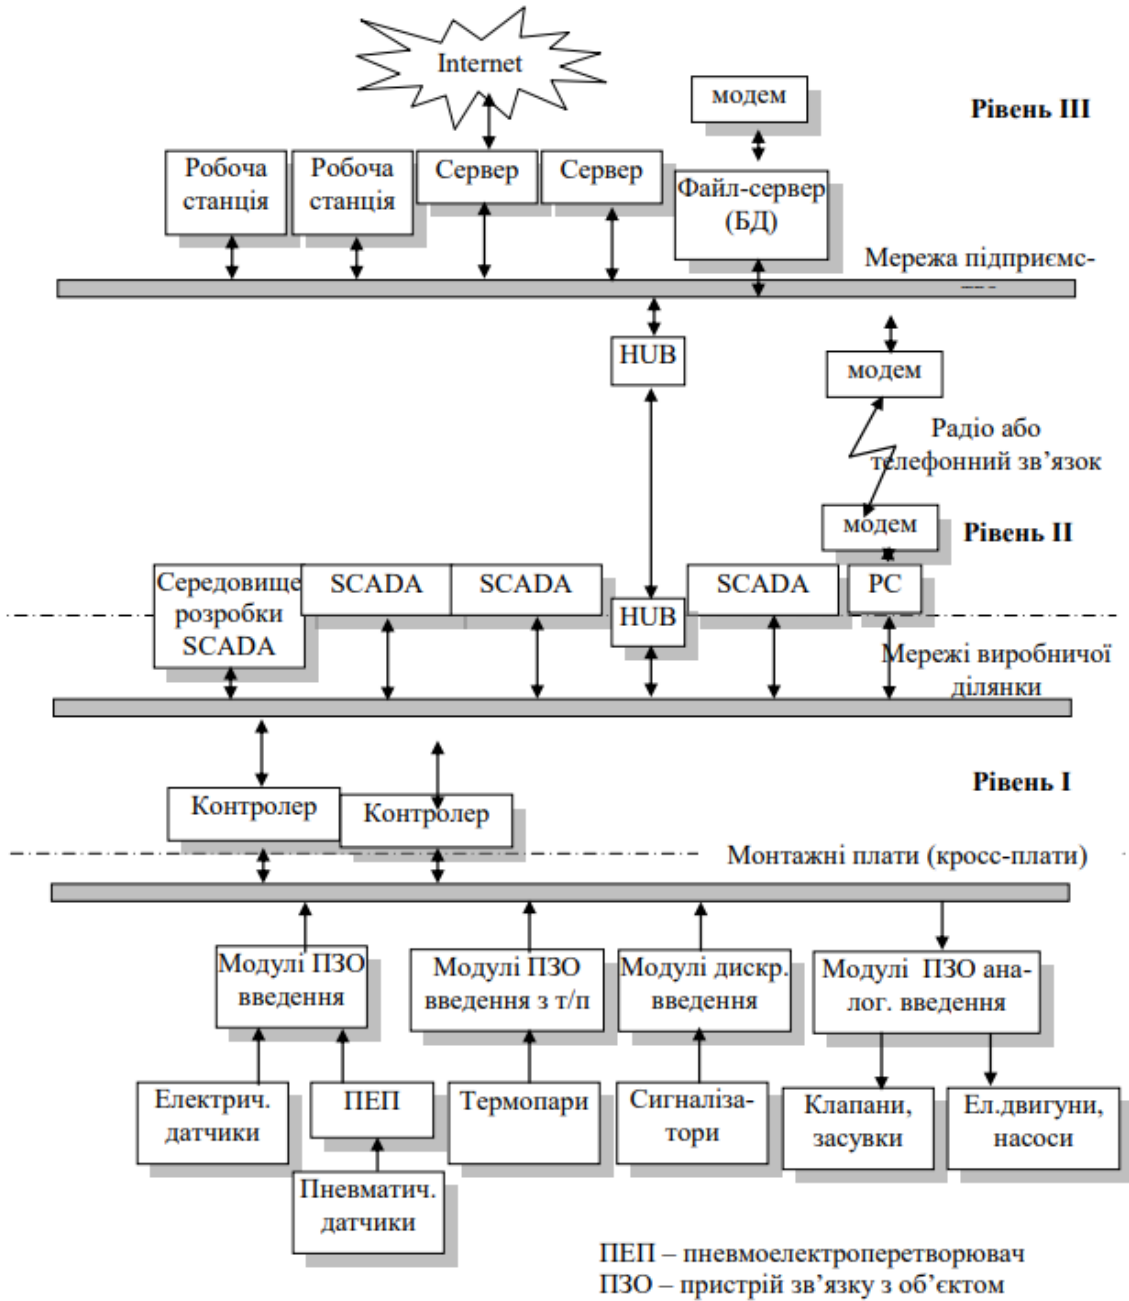 Internet
модем
Рівень III
Робоча
станція
Робоча
станція
Сервер
Сервер
Файл-сервер
(БД)
Мережа підприємс-
HUB
модем
Радіо або
телефонний зв’язок
модем
Рівень II
Середовище
розробки
SCADA
SCADA
SCADA
HUB
SCADA
PC
Мережі виробничої
ділянки
Рівень I
Контролер
Контролер
Монтажні плати (кросс-плати)
Модулі ПЗО
введення
Модулі ПЗО
введення з т/п
Модулі дискр.
введення
Модулі ПЗО ана-
лог. введення
Електрич.
датчики
ПЕП
Термопари
Сигналіза-
тори
Клапани,
засувки
Ел.двигуни,
насоси
Пневматич.
датчики
ПЕП – пневмоелектроперетворювач
ПЗО – пристрій зв’язку з об’єктом